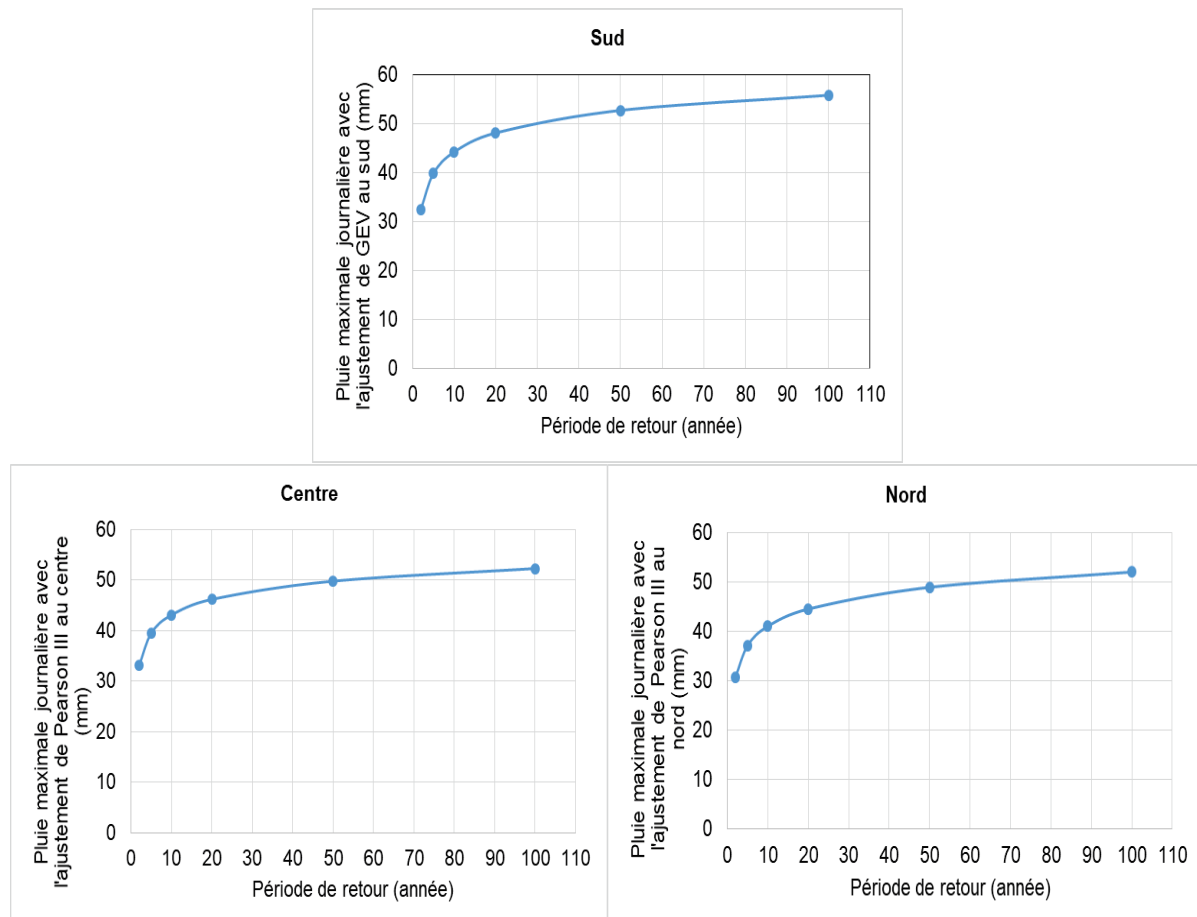 Sud
Pluie maximale journalière avec
l'ajustement de GEV au sud (mm)
60
50
40
30
20
10
0
0 10 20 30 40 50 60 70 80 90 100 110
Période de retour (année)
Centre
Pluie maximale journalière avec
l'ajustement de Pearson III au centre
(mm)
60
50
40
30
20
10
0
0 10 20 30 40 50 60 70 80 90 100 110
Période de retour (année)
Nord
Pluie maximale journalière avec
l'ajustement de Pearson III au
nord (mm)
60
50
40
30
20
10
0
0 10 20 30 40 50 60 70 80 90 100 110
Période de retour (année)